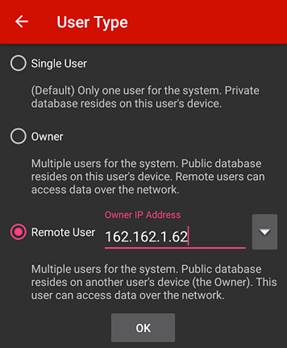 User Type
Single User
(Default) Only one user for the system. Private
database resides on this user's device.
Owner
Multiple users for the system. Public database
resides on this user's device. Remote users can
access data over the network.
Owner IP Address
Remote User 162.162.1.62
Multiple users for the system. Public database
resides on another user's device (the Owner). This
user can access data over the network.
OK